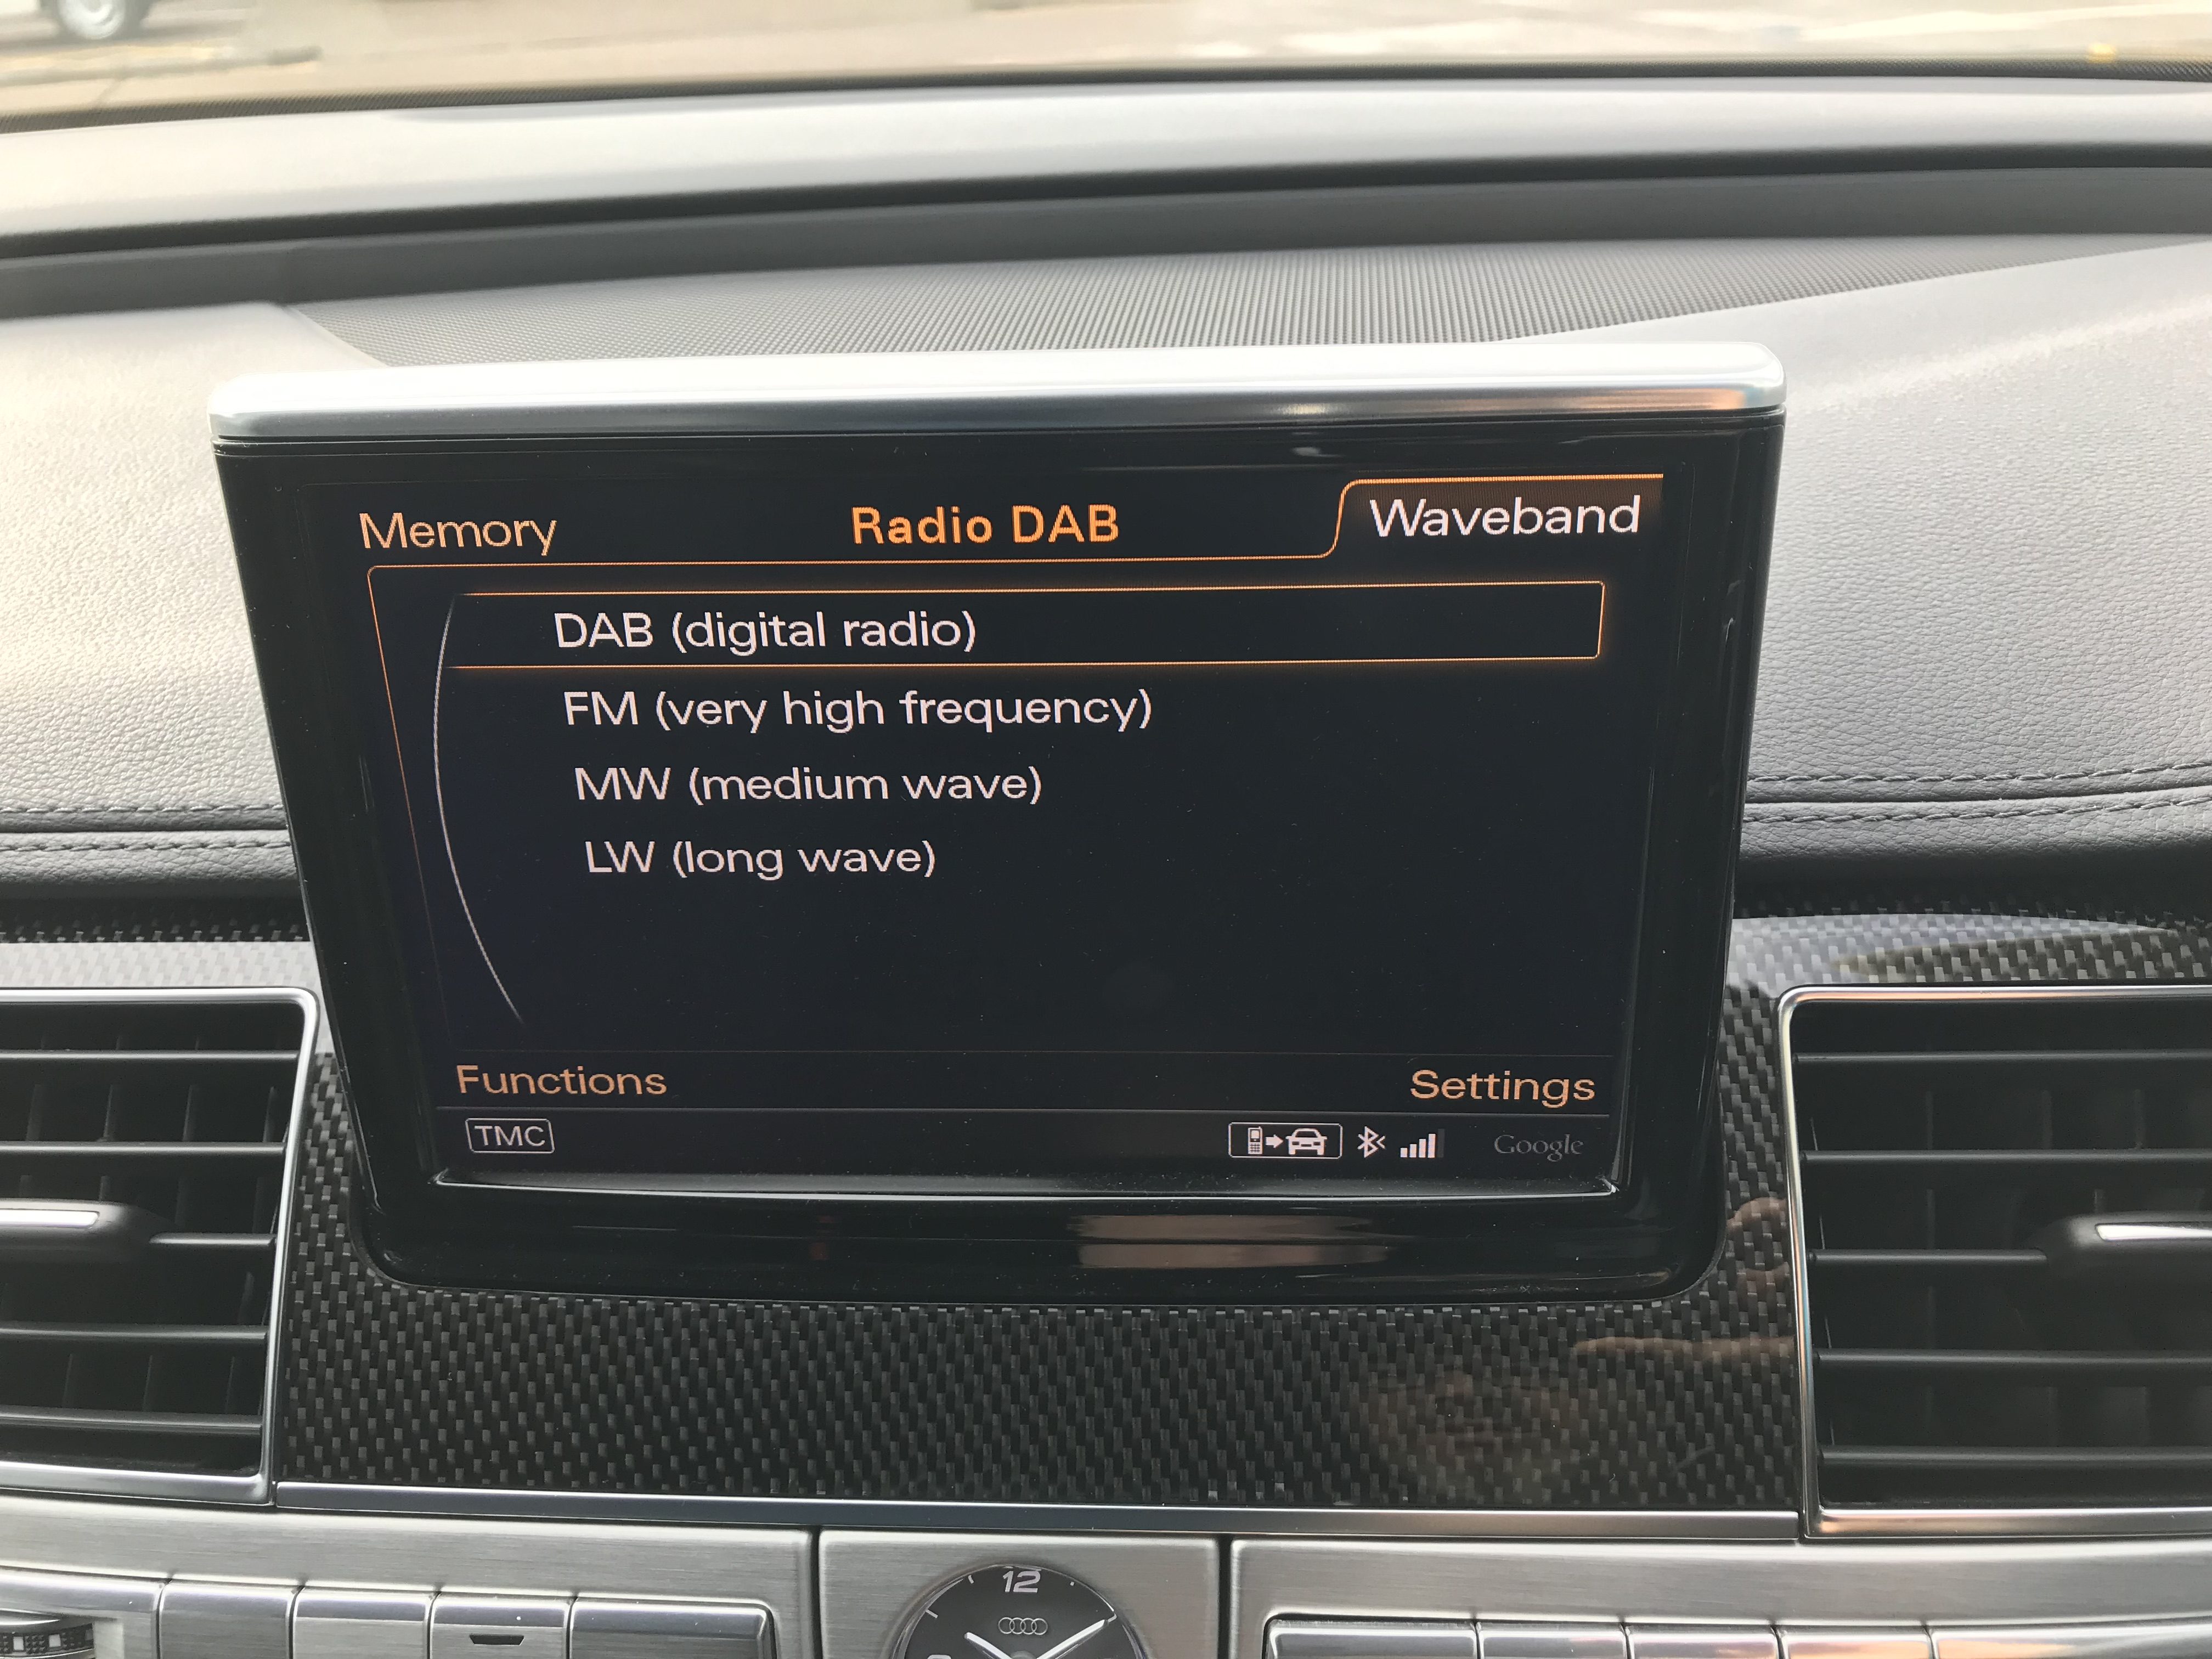 Memory Radio DAB Waveband
DAB (digital radio)
FM (very high frequency)
MW (medium wave)
LW (long wave)
Functions Settings
TMC Google
12